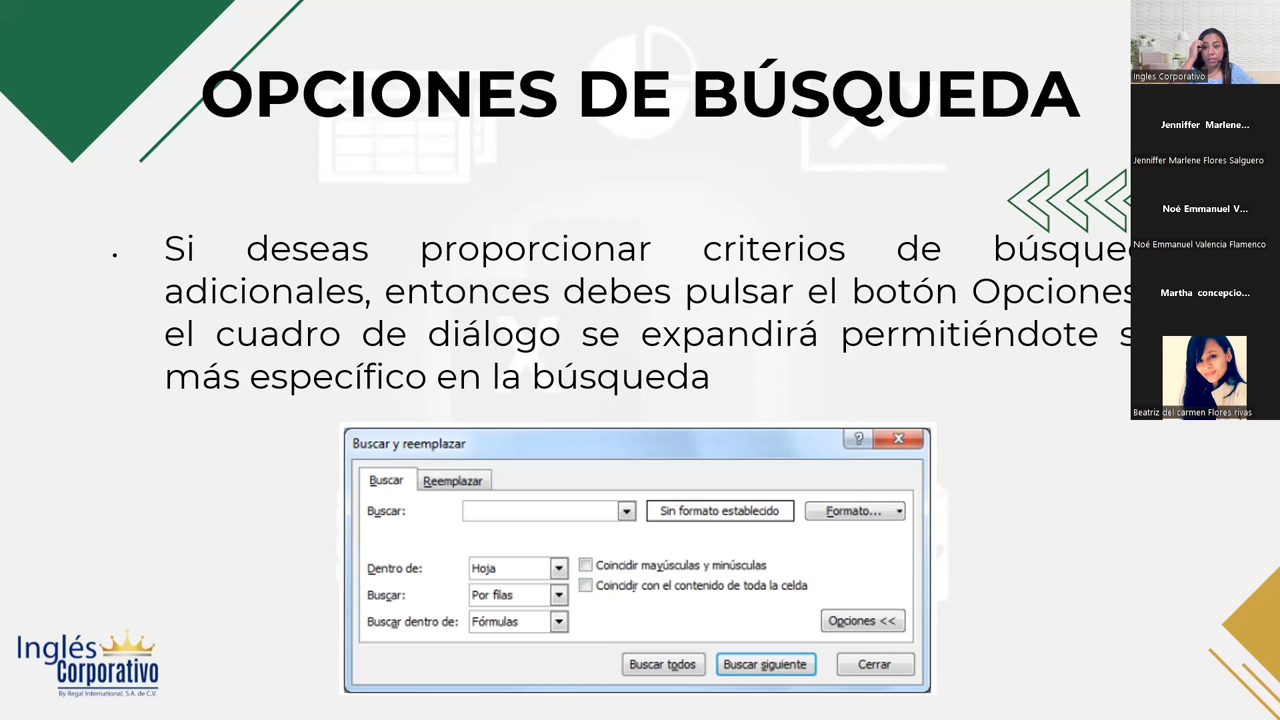 OPCIONES DE BÚSQUEDA
Si deseas proporcionar criterios de búsque
adicionales, entonces debes pulsar el botón Opciones
el cuadro de diálogo se expandirá permitiéndote s
más específico en la búsqueda
Buscar y reemplazar
?
Buscar
Reemplazar
Buscar:
Sin formato establecido
Formato...
Dentro de:
Hoja
Coincidir mayúsculas y minúsculas
Buscar:
Por filas
Coincidir con el contenido de toda la celda
Buscar dentro de:
Fórmulas
Opciones <<
Buscar todos
Buscar siguiente
Cerrar
Inglés
Corporativo
By Regal International, S.A. de C.V.
Ingles Corporativo
Jenniffer Marlene...
Jenniffer Marlene Flores Salguero
Noé Emmanuel V...
Noé Emmanuel Valencia Flamenco
Martha concepcio...
Beatriz del carmen Flores rivas